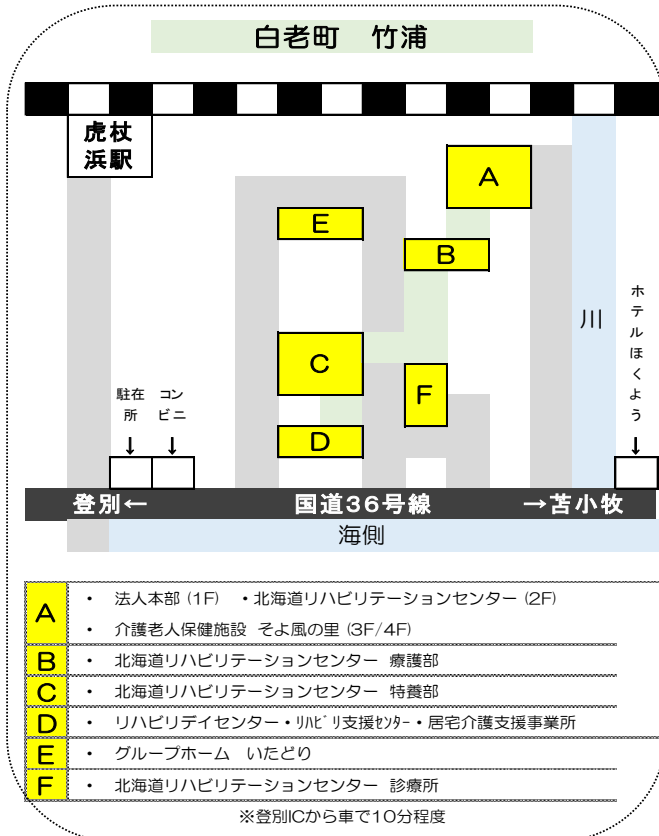 白老町　竹浦
虎杖
浜駅
A
E
B
川
ホテルほくよう
C
F
駐在
所
コン
ビニ
↓
↓
↓
D
登別←
国道36号線
→苫小牧
海側
A
・ 法人本部 (1F) ・北海道リハビリテーションセンター (2F)
・ 介護老人保健施設 そよ風の里 (3F/4F)
B ・ 北海道リハビリテーションセンター 療護部
C ・ 北海道リハビリテーションセンター 特養部
D ・ リハビリデイセンター・ﾘﾊﾋﾞﾘ支援ｾﾝﾀｰ・居宅介護支援事業所
E ・ グループホーム　いたどり
F ・ 北海道リハビリテーションセンター 診療所
※登別ICから車で10分程度